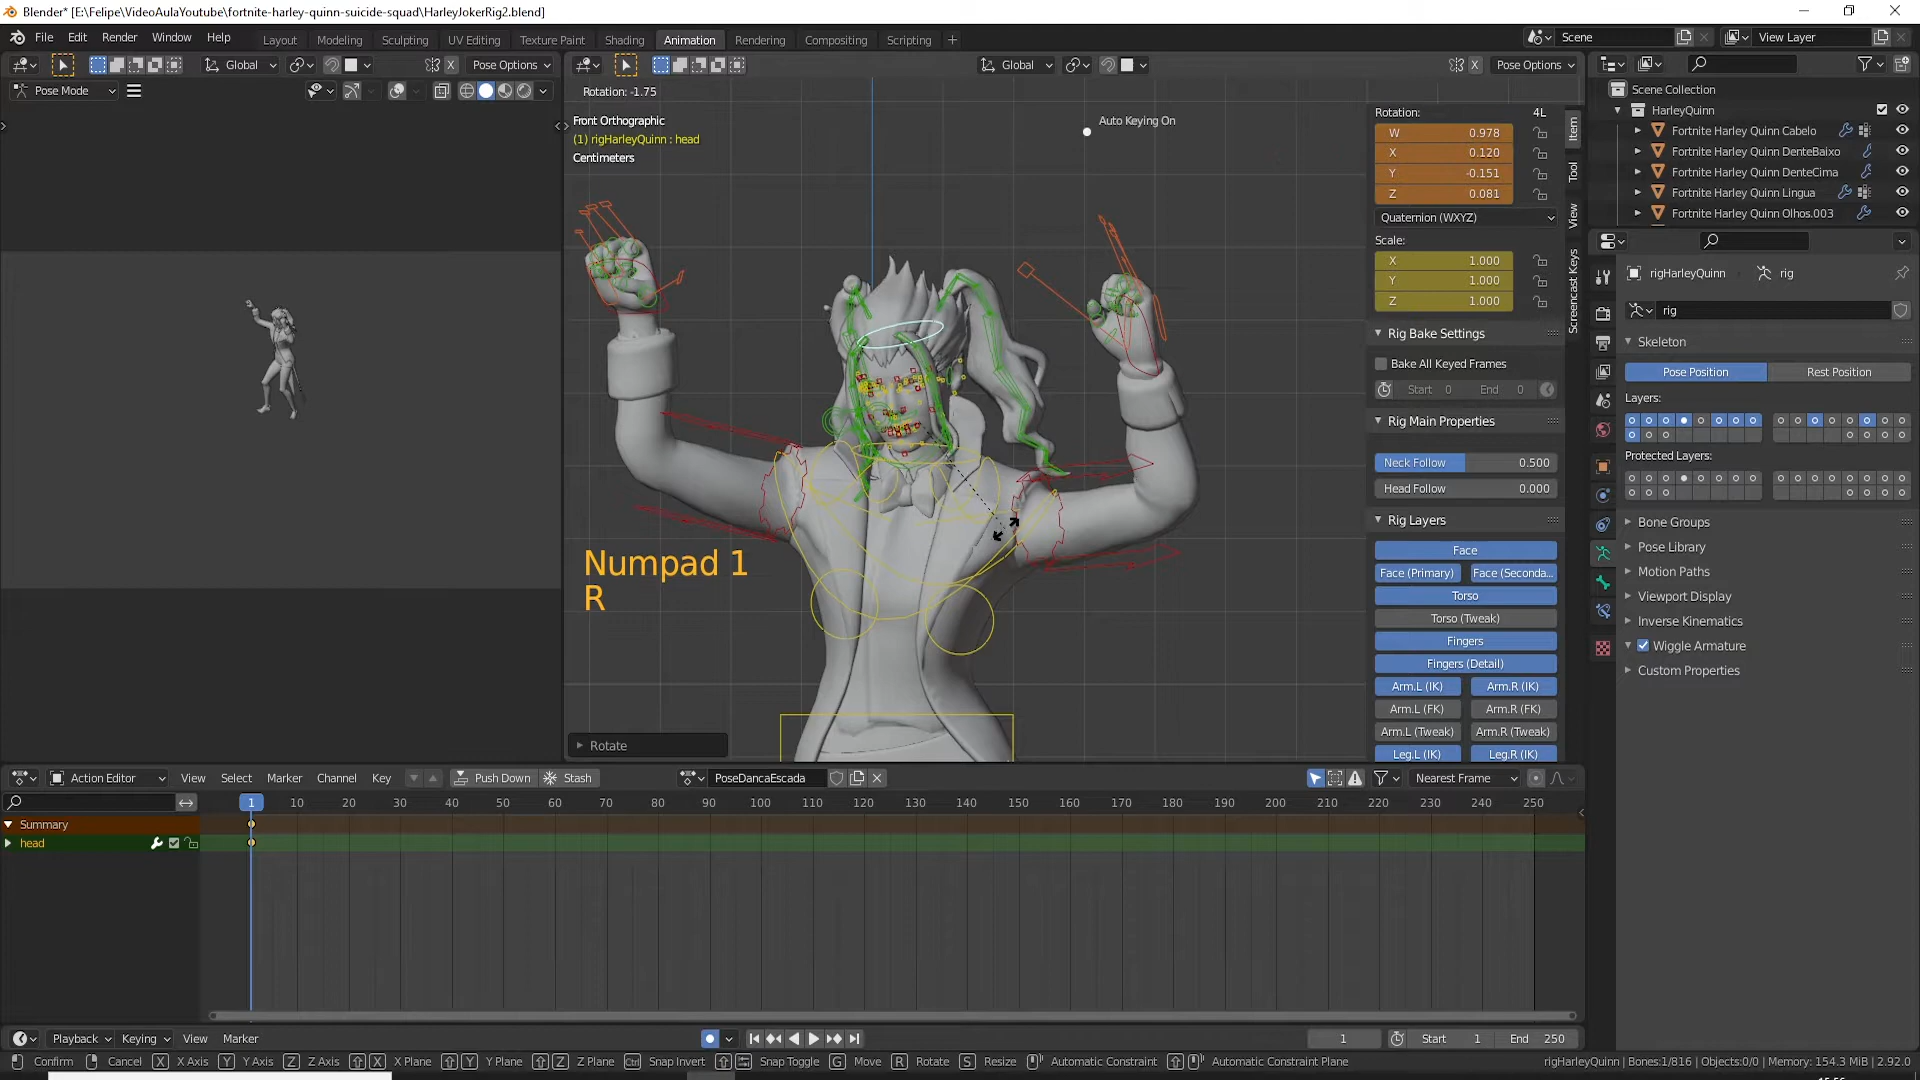 Blender* [E:\Felipe\VideoAulaYoutube\fortnite-harley-quinn-suicide-squad\HarleyJokerRig2.blend]
File Edit Render Window Help Layout Modeling Sculpting UV Editing Texture Paint Shading Animation Rendering Compositing Scripting Scene View Layer
Global X Pose Options Global X Pose Options
Pose Mode Rotation: -1.75
Front Orthographic
(1) rigHarleyQuinn : head
Centimeters
Auto Keying On
Numpad 1
R
Rotate
Rotation: 4L
W 0.978
X 0.120
Y -0.151
Z 0.081
Quaternion (WXYZ)
Scale:
X 1.000
Y 1.000
Z 1.000
Rig Bake Settings
Bake All Keyed Frames
Start 0 End 0
Rig Main Properties
Neck Follow 0.500
Head Follow 0.000
Rig Layers
Face
Face (Primary) Face (Seconda...
Torso
Torso (Tweak)
Fingers
Fingers (Detail)
Arm.L (IK) Arm.R (IK)
Arm.L (FK) Arm.R (FK)
Arm.L (Tweak) Arm.R (Tweak)
Leg.L (IK) Leg.R (IK)
Item
Tool
View
Screencast Keys
Scene Collection
HarleyQuinn
Fortnite Harley Quinn Cabelo
Fortnite Harley Quinn DenteBaixo
Fortnite Harley Quinn DenteCima
Fortnite Harley Quinn Lingua
Fortnite Harley Quinn Olhos.003
rigHarleyQuinn rig
rig
Skeleton
Pose Position Rest Position
Layers:
Protected Layers:
Bone Groups
Pose Library
Motion Paths
Viewport Display
Inverse Kinematics
Wiggle Armature
Custom Properties
Action Editor View Select Marker Channel Key Push Down Stash PoseDancaEscada Nearest Frame
1 10 20 30 40 50 60 70 80 90 100 110 120 130 140 150 160 170 180 190 200 210 220 230 240 250
Summary
head
Playback Keying View Marker 1 Start 1 End 250
Confirm Cancel X X Axis Y Y Axis Z Z Axis X X Plane Y Y Plane Z Z Plane Ctrl Snap Invert Snap Toggle G Move R Rotate S Resize Automatic Constraint Automatic Constraint Plane rigHarleyQuinn | Bones:1/816 | Objects:0/0 | Memory: 154.3 MiB | 2.92.0